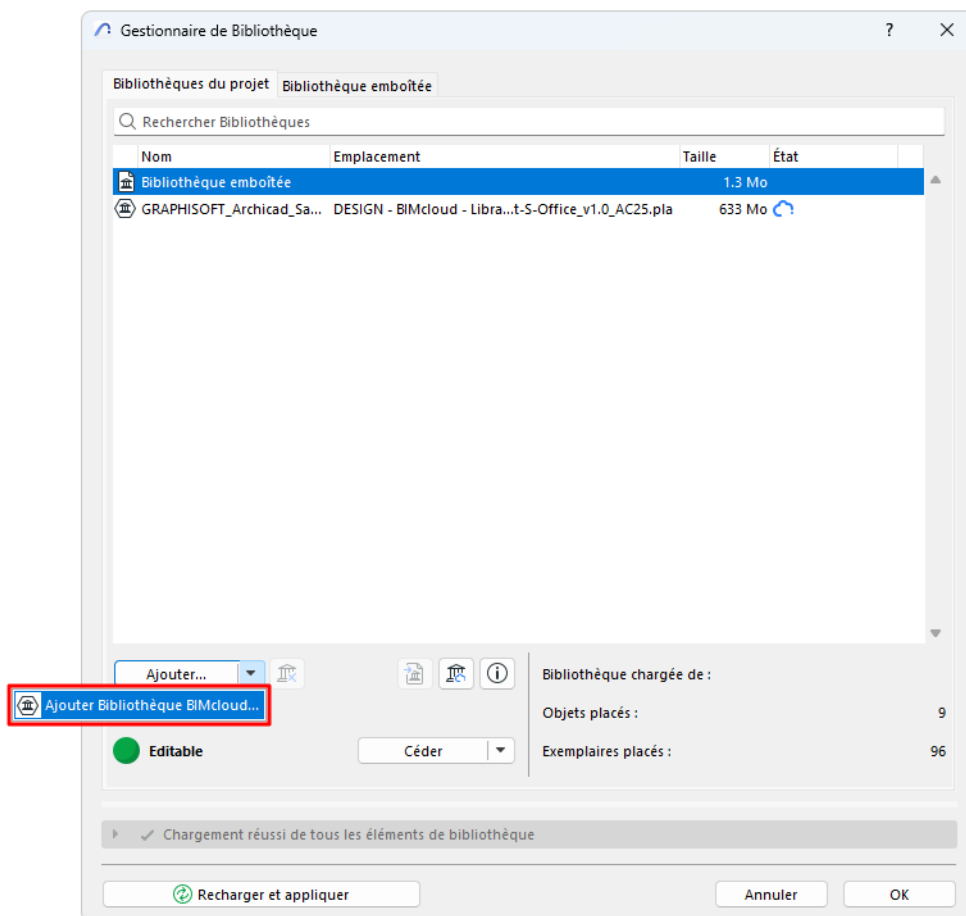 Gestionnaire de Bibliothèque ?
Bibliothèques du projet Bibliothèque emboîtée
Rechercher Bibliothèques
Nom Emplacement Taille État
Bibliothèque emboîtée 1.3 Mo
GRAPHISOFT_Archicad_Sa... DESIGN - BIMcloud - Libra...t-S-Office_v1.0_AC25.pla 633 Mo
Ajouter... Bibliothèque chargée de :
Ajouter Bibliothèque BIMcloud...
Objets placés : 9
Editable Céder Exemplaires placés : 96
Chargement réussi de tous les éléments de bibliothèque
Recharger et appliquer Annuler OK